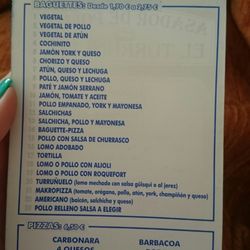 BAGUETTES: Desde 1,70 € a 2,75 €
VEGETAL
VEGETAL DE POLLO
VEGETAL DE ATÚN
COCHINITO
JAMÓN YORK Y QUESO
CHORIZO Y QUESO
ATÚN, QUESO Y LECHUGA
POLLO, QUESO Y LECHUGA
PATÉ Y JAMÓN SERRANO
JAMÓN, TOMATE Y ACEITE
POLLO EMPANADO, YORK Y MAYONESA
SALCHICHAS
SALCHICHA, POLLO Y MAYONESA
BAGUETTE-PIZZA
POLLO CON SALSA DE CHURRASCO
LOMO ADOBADO
TORTILLA
LOMO O POLLO CON ALIOLI
LOMO O POLLO CON ROQUEFORT
TURRUÑUELO (lomo mechado con salsa güisqui o al jerez)
MAKROPIZZA (tomate, orégano, atún, york, pollo, champiñón y queso)
AMERICANO (baicón, salchicha y queso)
POLLO RELLENO SALSA A ELEGIR
PIZZAS: 6,50 €
CARBONARA BARBACOA
4 QUESOS